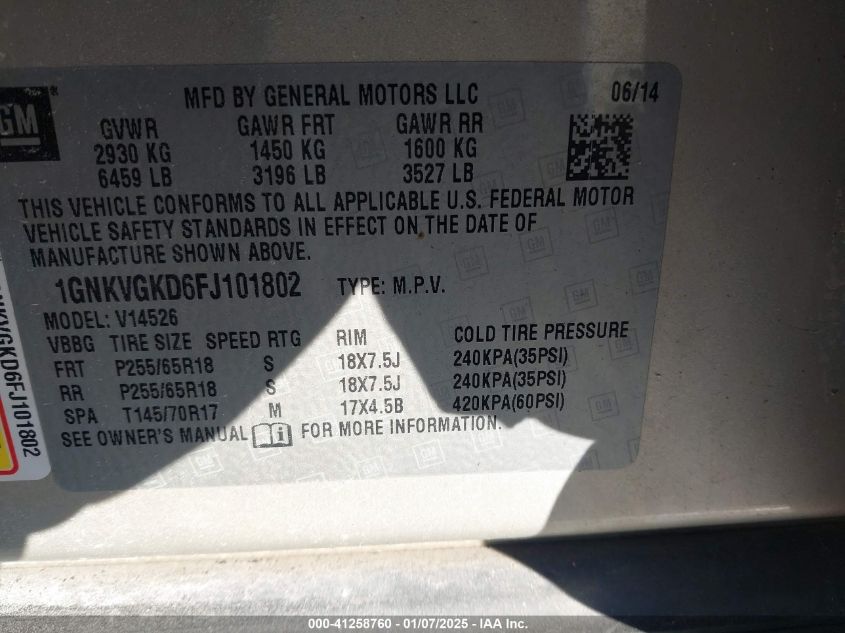 GM ®
MFD BY GENERAL MOTORS LLC 06/14
GVWR GAWR FRT GAWR RR
2930 KG 1450 KG 1600 KG
6459 LB 3196 LB 3527 LB
THIS VEHICLE CONFORMS TO ALL APPLICABLE U.S. FEDERAL MOTOR
VEHICLE SAFETY STANDARDS IN EFFECT ON THE DATE OF
MANUFACTURE SHOWN ABOVE.
1GNKVGKD6FJ101802 TYPE: M.P.V.
MODEL: V14526
VBBG TIRE SIZE SPEED RTG RIM COLD TIRE PRESSURE
FRT P255/65R18 S 18X7.5J 240KPA(35PSI)
RR P255/65R18 S 18X7.5J 240KPA(35PSI)
SPA T145/70R17 M 17X4.5B 420KPA(60PSI)
SEE OWNER'S MANUAL i FOR MORE INFORMATION.
NKVGKD6FJ101802
000-41258760 - 01/07/2025 - IAA Inc.